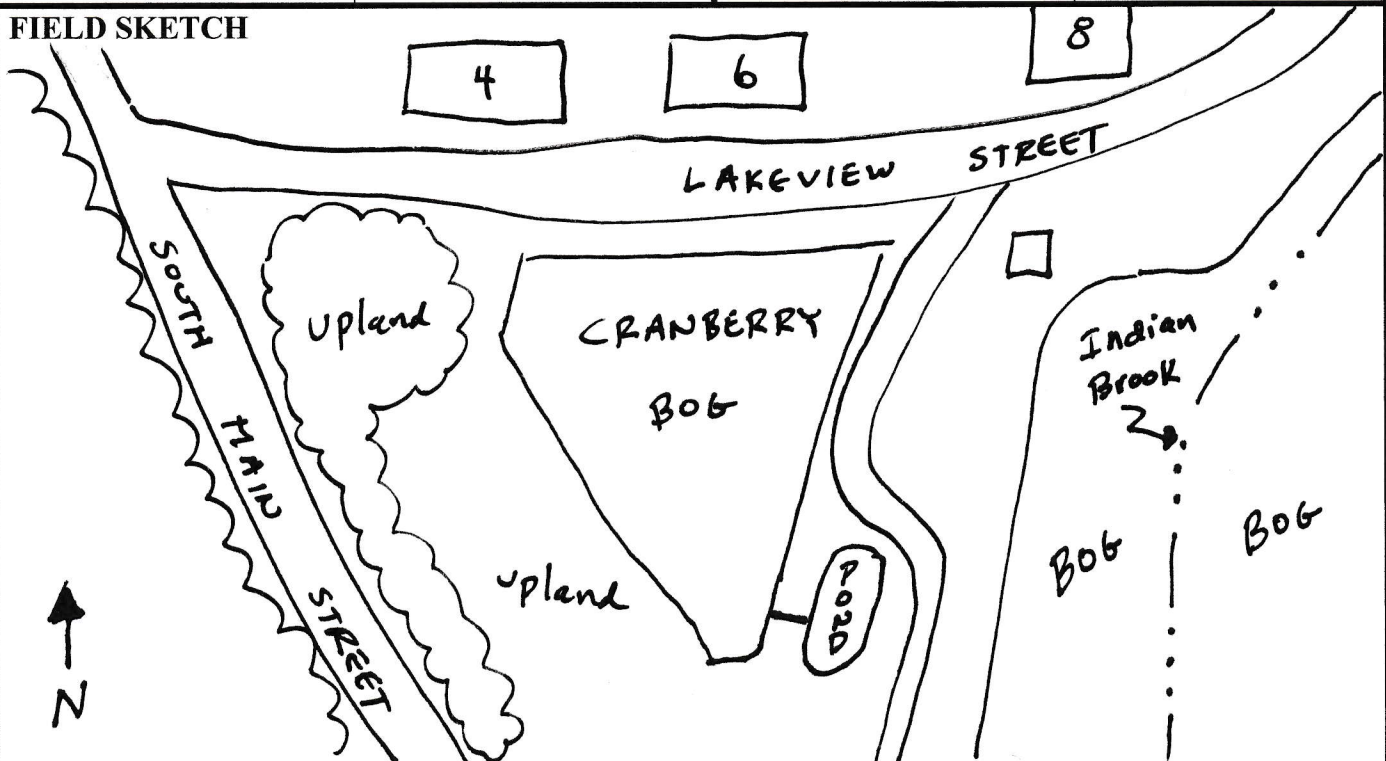 FIELD SKETCH
4
6
8
LAKEVIEW STREET
SOUTH MAIN STREET
upland
CRANBERRY
BOG
Indian
Brook
BOG
BOG
upland
POND
N